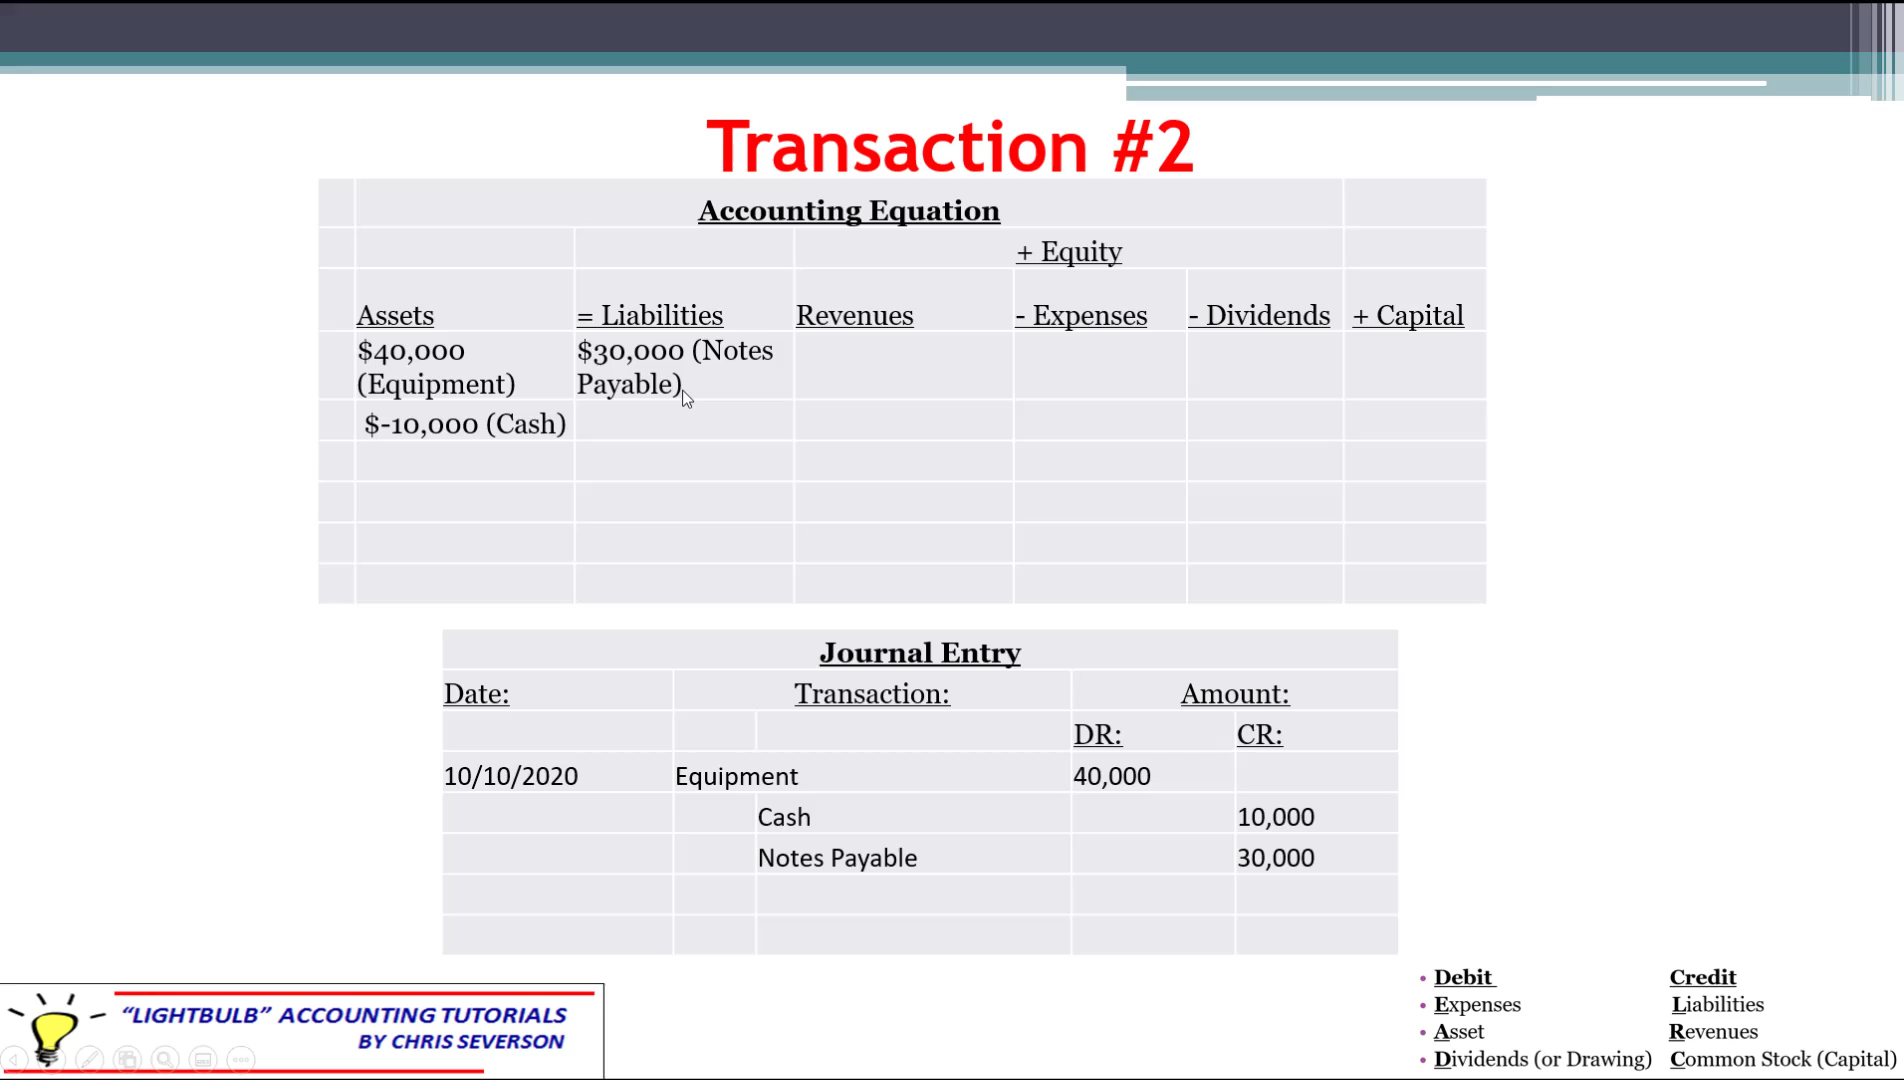 Transaction #2
Accounting Equation
+ Equity
Assets = Liabilities Revenues - Expenses - Dividends + Capital
$40,000 $30,000 (Notes
(Equipment) Payable)
$-10,000 (Cash)
Journal Entry
Date: Transaction: Amount:
DR: CR:
10/10/2020 Equipment 40,000
Cash 10,000
Notes Payable 30,000
• Debit Credit
• Expenses Liabilities
• Asset Revenues
• Dividends (or Drawing) Common Stock (Capital)
“LIGHTBULB” ACCOUNTING TUTORIALS
BY CHRIS SEVERSON